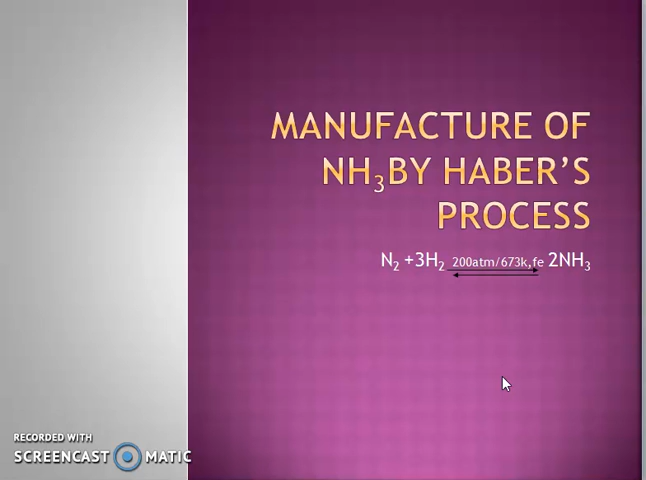 MANUFACTURE OF
NH₃BY HABER’S
PROCESS
N₂ +3H₂ 200atm/673k,fe 2NH₃
RECORDED WITH
SCREENCAST MATIC